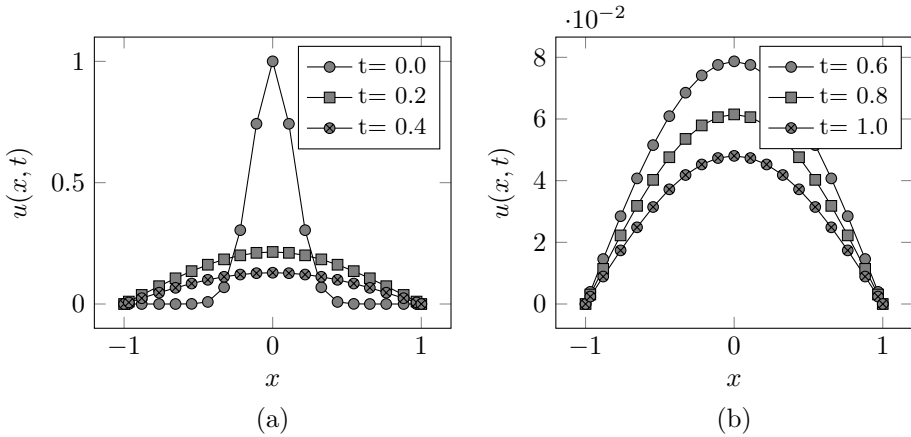 t= 0.0
t= 0.2
t= 0.4
1
0.5
0
−1 0 1
u(x, t)
x
(a)
·10−2
t= 0.6
t= 0.8
t= 1.0
8
6
4
2
0
−1 0 1
u(x, t)
x
(b)